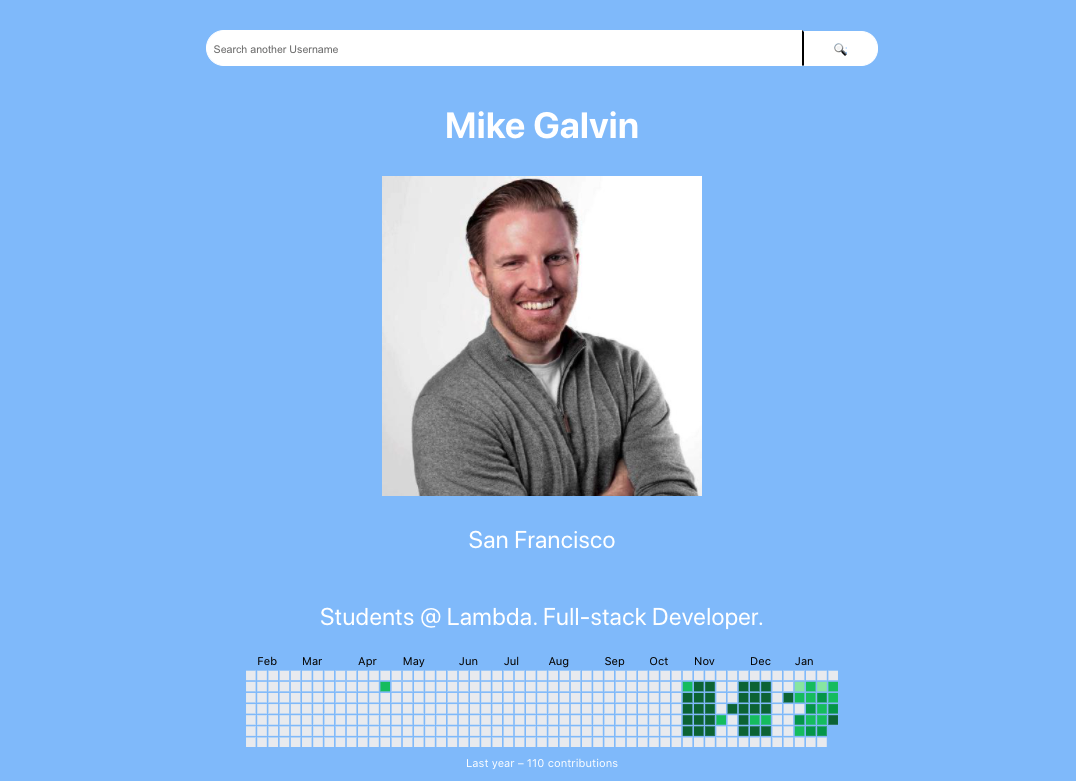 Search another Username
Mike Galvin
San Francisco
Students @ Lambda. Full-stack Developer.
Feb Mar Apr May Jun Jul Aug Sep Oct Nov Dec Jan
Last year – 110 contributions